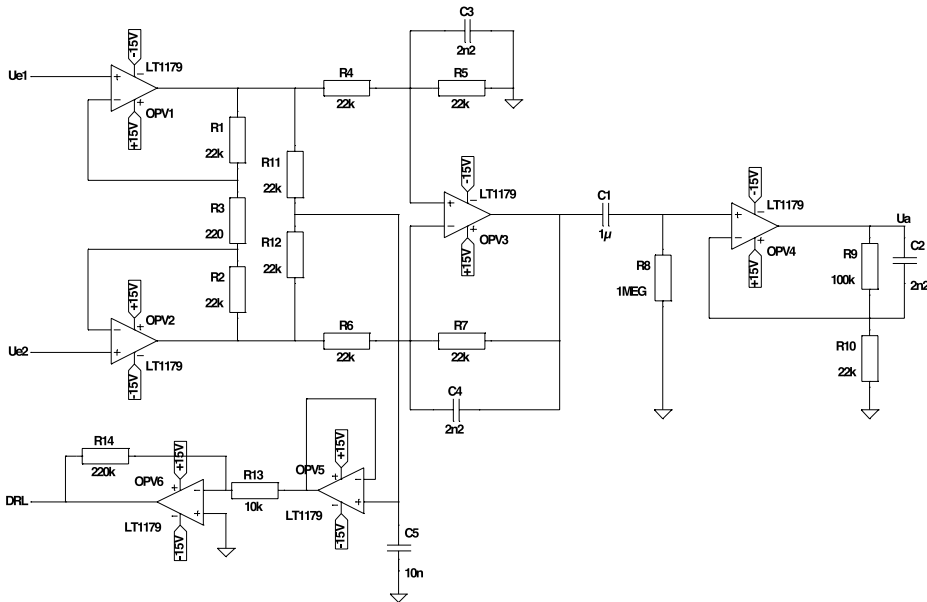 C3
2n2
-15V
LT1179
Ue1
+15V
OPV1
R4
22k
R5
22k
R1
22k
R11
22k
R3
220
R12
22k
R2
22k
-15V
LT1179
+15V
OPV3
C1
1µ
R8
1MEG
-15V
LT1179
+15V
OPV4
Ua
R9
100k
C2
2n2
R10
22k
+15V
OPV2
Ue2
-15V
LT1179
R6
22k
R7
22k
C4
2n2
R14
220k
+15V
OPV6
DRL
LT1179
-15V
R13
10k
OPV5
+15V
LT1179
-15V
C5
10n